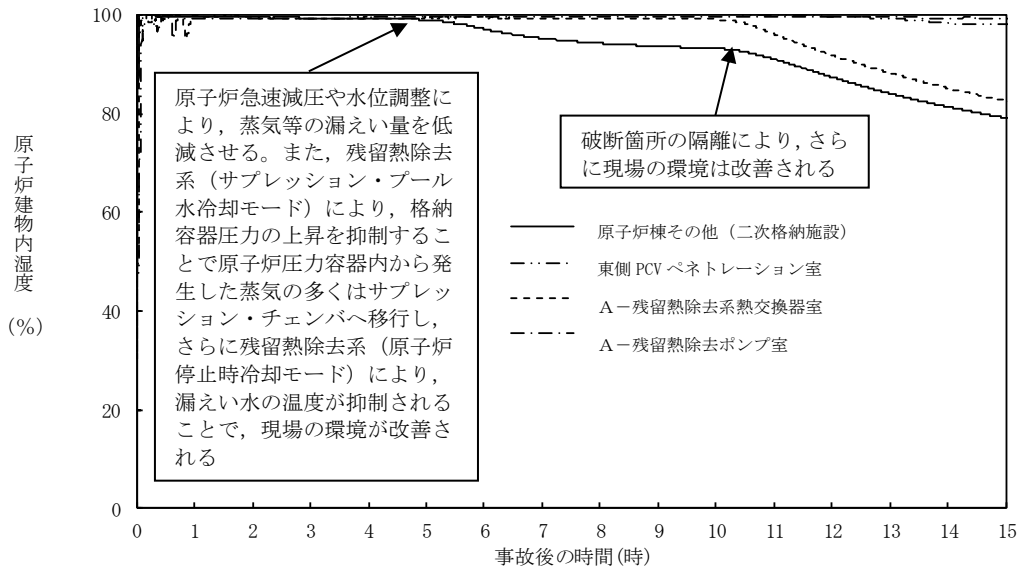 100
80
60
40
20
0
原子炉建物内湿度
(%)
原子炉急速減圧や水位調整に
より，蒸気等の漏えい量を低
減させる。また，残留熱除去
系（サプレッション・プール
水冷却モード）により，格納
容器圧力の上昇を抑制するこ
とで原子炉圧力容器内から発
生した蒸気の多くはサプレッ
ション・チェンバへ移行し，
さらに残留熱除去系（原子炉
停止時冷却モード）により，
漏えい水の温度が抑制される
ことで，現場の環境が改善さ
れる
破断箇所の隔離により，さら
に現場の環境は改善される
原子炉棟その他（二次格納施設）
東側 PCV ペネトレーション室
A－残留熱除去系熱交換器室
A－残留熱除去ポンプ室
0 1 2 3 4 5 6 7 8 9 10 11 12 13 14 15
事故後の時間(時)